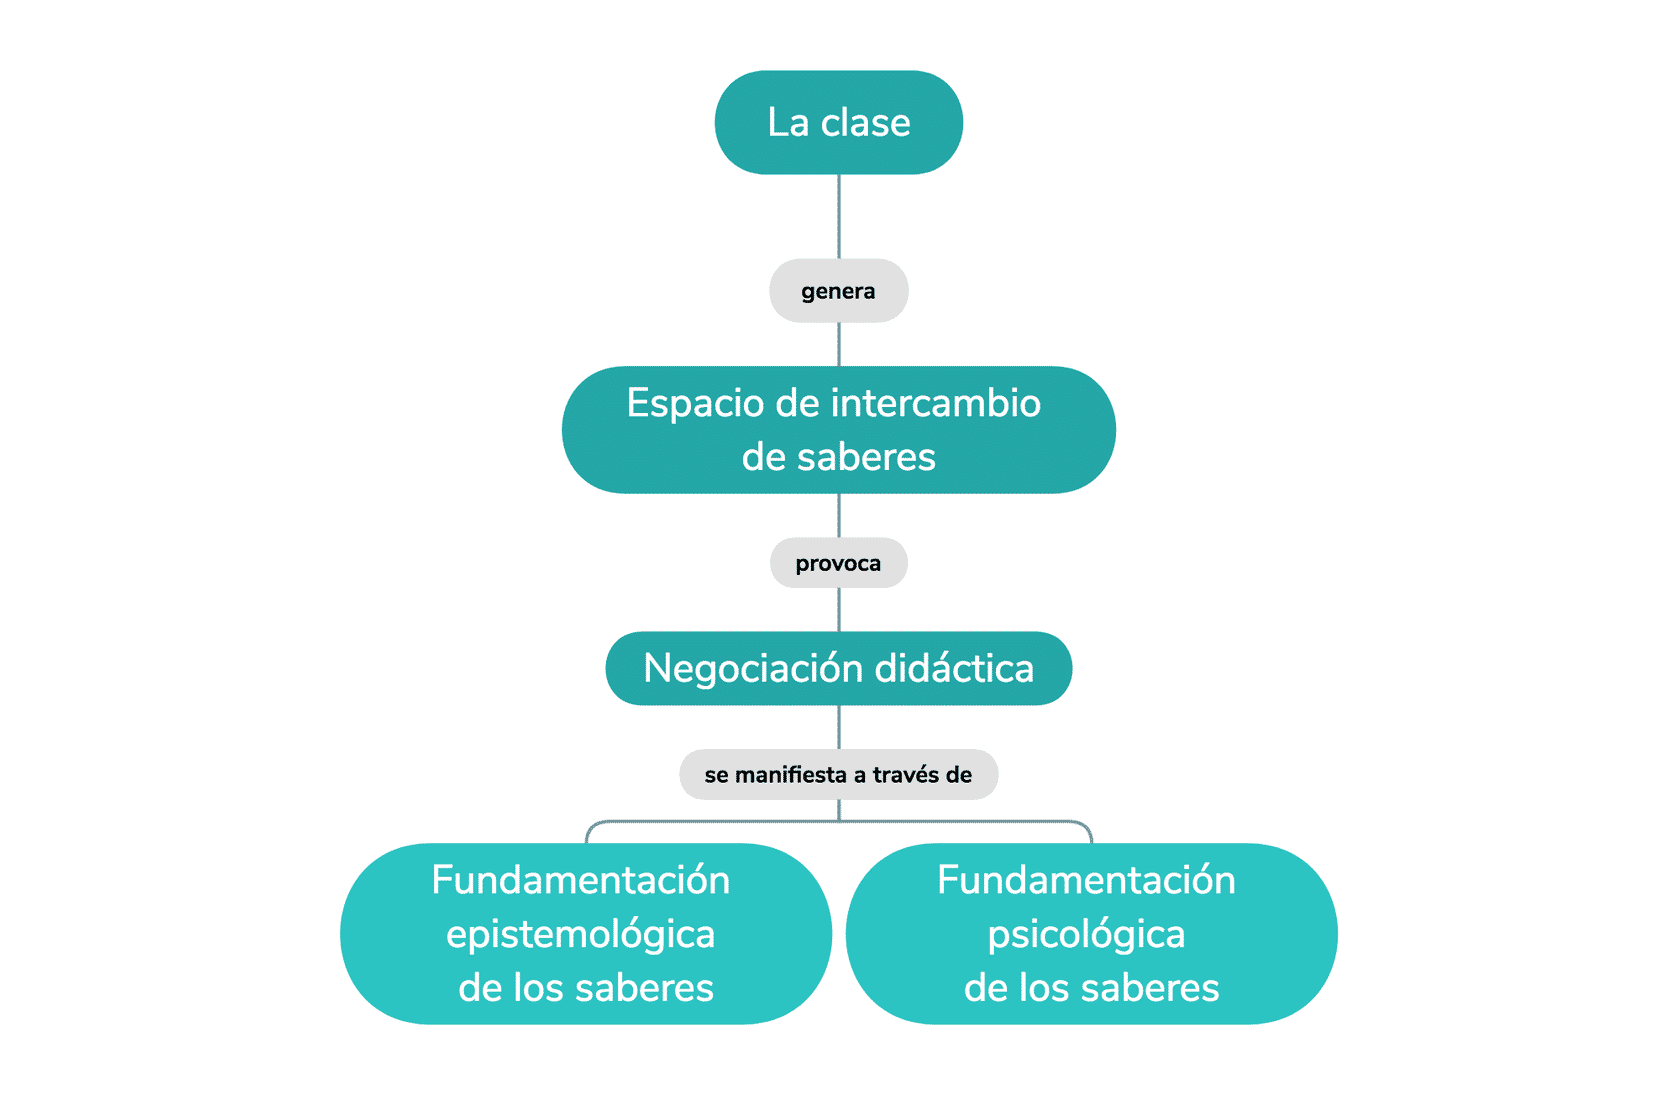 La clase
genera
Espacio de intercambio
de saberes
provoca
Negociación didáctica
se manifiesta a través de
Fundamentación
epistemológica
de los saberes
Fundamentación
psicológica
de los saberes